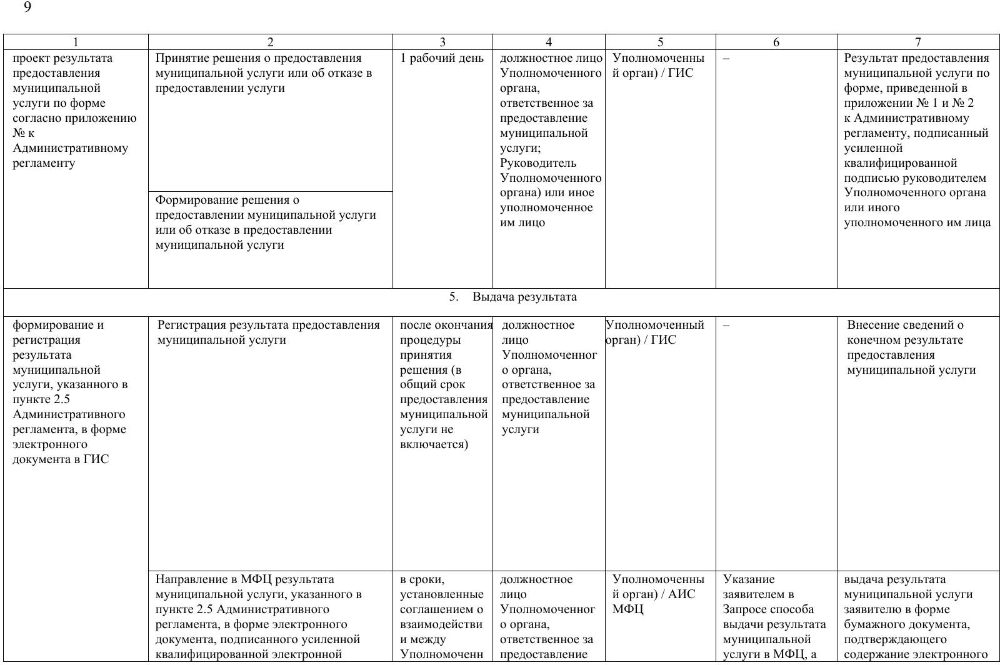 9
1
2
3
4
5
6
7
проект результата
предоставления
муниципальной
услуги по форме
согласно приложению
№ к
Административному
регламенту
Принятие решения о предоставления
муниципальной услуги или об отказе в
предоставлении услуги
Формирование решения о
предоставлении муниципальной услуги
или об отказе в предоставлении
муниципальной услуги
1 рабочий день
должностное лицо
Уполномоченного
органа,
ответственное за
предоставление
муниципальной
услуги;
Руководитель
Уполномоченного
органа) или иное
уполномоченное
им лицо
Уполномоченны
й орган) / ГИС
–
Результат предоставления
муниципальной услуги по
форме, приведенной в
приложении № 1 и № 2
к Административному
регламенту, подписанный
усиленной
квалифицированной
подписью руководителем
Уполномоченного органа
или иного
уполномоченного им лица
5. Выдача результата
формирование и
регистрация
результата
муниципальной
услуги, указанного в
пункте 2.5
Административного
регламента, в форме
электронного
документа в ГИС
Регистрация результата предоставления
муниципальной услуги
после окончания
процедуры
принятия
решения (в
общий срок
предоставления
муниципальной
услуги не
включается)
должностное
лицо
Уполномоченног
о органа,
ответственное за
предоставление
муниципальной
услуги
Уполномоченный
орган) / ГИС
–
Внесение сведений о
конечном результате
предоставления
муниципальной услуги
Направление в МФЦ результата
муниципальной услуги, указанного в
пункте 2.5 Административного
регламента, в форме электронного
документа, подписанного усиленной
квалифицированной электронной
в сроки,
установленные
соглашением о
взаимодействи
и между
Уполномоченн
должностное
лицо
Уполномоченног
о органа,
ответственное за
предоставление
Уполномоченны
й орган) / АИС
МФЦ
Указание
заявителем в
Запросе способа
выдачи результата
муниципальной
услуги в МФЦ, а
выдача результата
муниципальной услуги
заявителю в форме
бумажного документа,
подтверждающего
содержание электронного